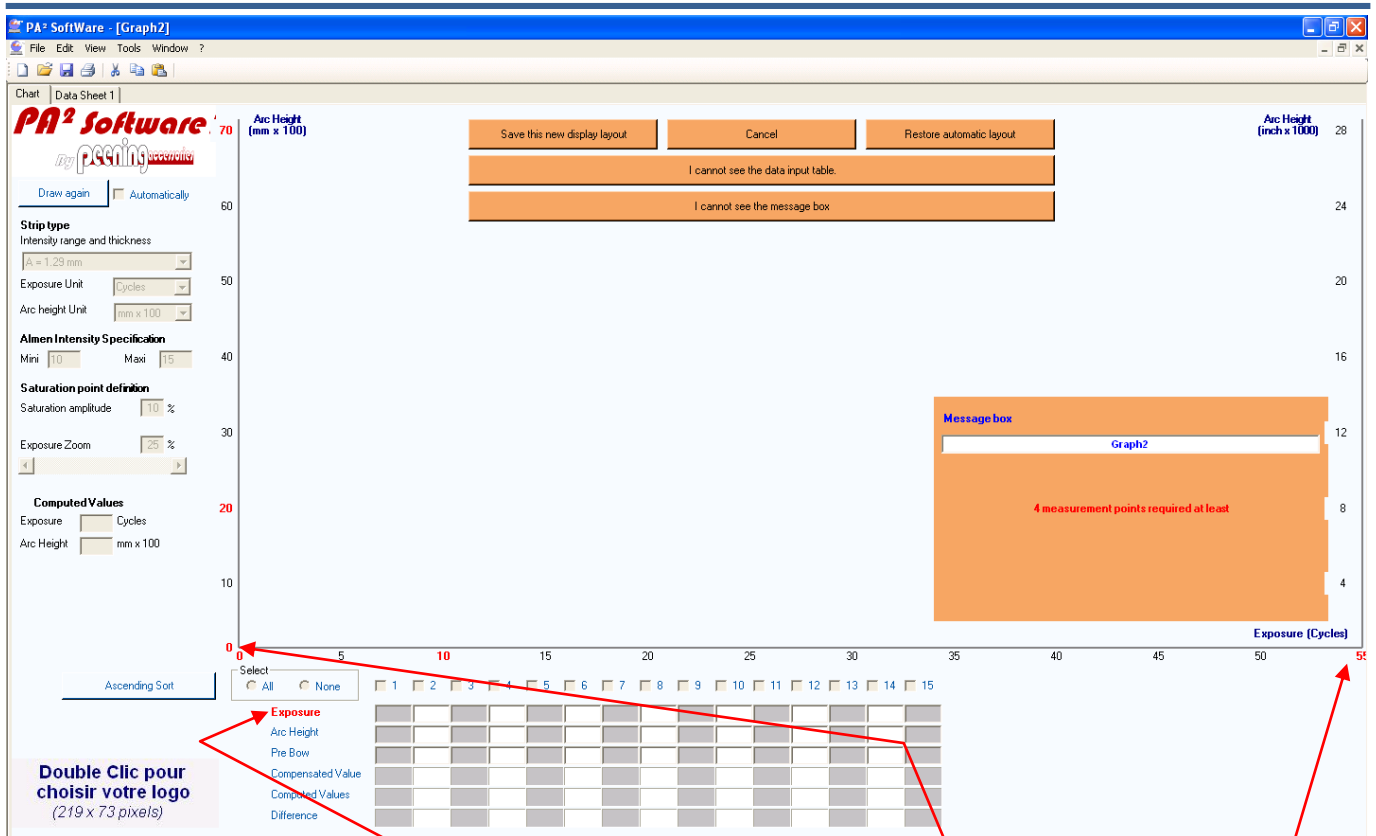 PA² SoftWare - [Graph2]
File Edit View Tools Window ?
Chart Data Sheet 1
PA² Software
By peening accessories
Draw again Automatically
Strip type
Intensity range and thickness
A = 1.29 mm
Exposure Unit Cycles
Arc height Unit mm x 100
Almen Intensity Specification
Mini 10 Maxi 15
Saturation point definition
Saturation amplitude 10 %
Exposure Zoom 25 %
Computed Values
Exposure Cycles
Arc Height mm x 100
Arc Height
(mm x 100)
70
60
50
40
30
20
10
0
Save this new display layout Cancel Restore automatic layout
I cannot see the data input table.
I cannot see the message box
Arc Height
(inch x 1000)
28
24
20
16
12
8
4
Message box
Graph2
4 measurement points required at least
Exposure (Cycles)
0 5 10 15 20 25 30 35 40 45 50 55
Ascending Sort
Select
All None 1 2 3 4 5 6 7 8 9 10 11 12 13 14 15
Exposure
Arc Height
Pre Bow
Compensated Value
Computed Values
Difference
Double Clic pour
choisir votre logo
(219 x 73 pixels)